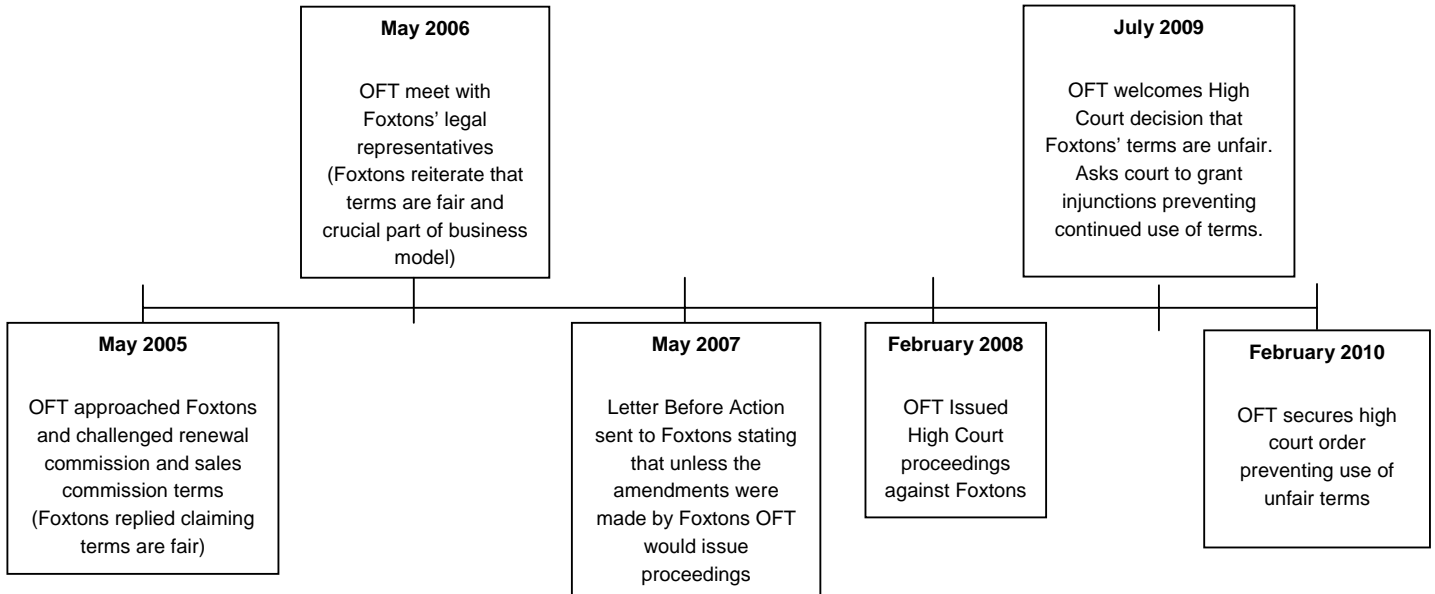 May 2006
OFT meet with
Foxtons’ legal
representatives
(Foxtons reiterate that
terms are fair and
crucial part of business
model)
July 2009
OFT welcomes High
Court decision that
Foxtons’ terms are unfair.
Asks court to grant
injunctions preventing
continued use of terms.
May 2005
OFT approached Foxtons
and challenged renewal
commission and sales
commission terms
(Foxtons replied claiming
terms are fair)
May 2007
Letter Before Action
sent to Foxtons stating
that unless the
amendments were
made by Foxtons OFT
would issue
proceedings
February 2008
OFT Issued
High Court
proceedings
against Foxtons
February 2010
OFT secures high
court order
preventing use of
unfair terms